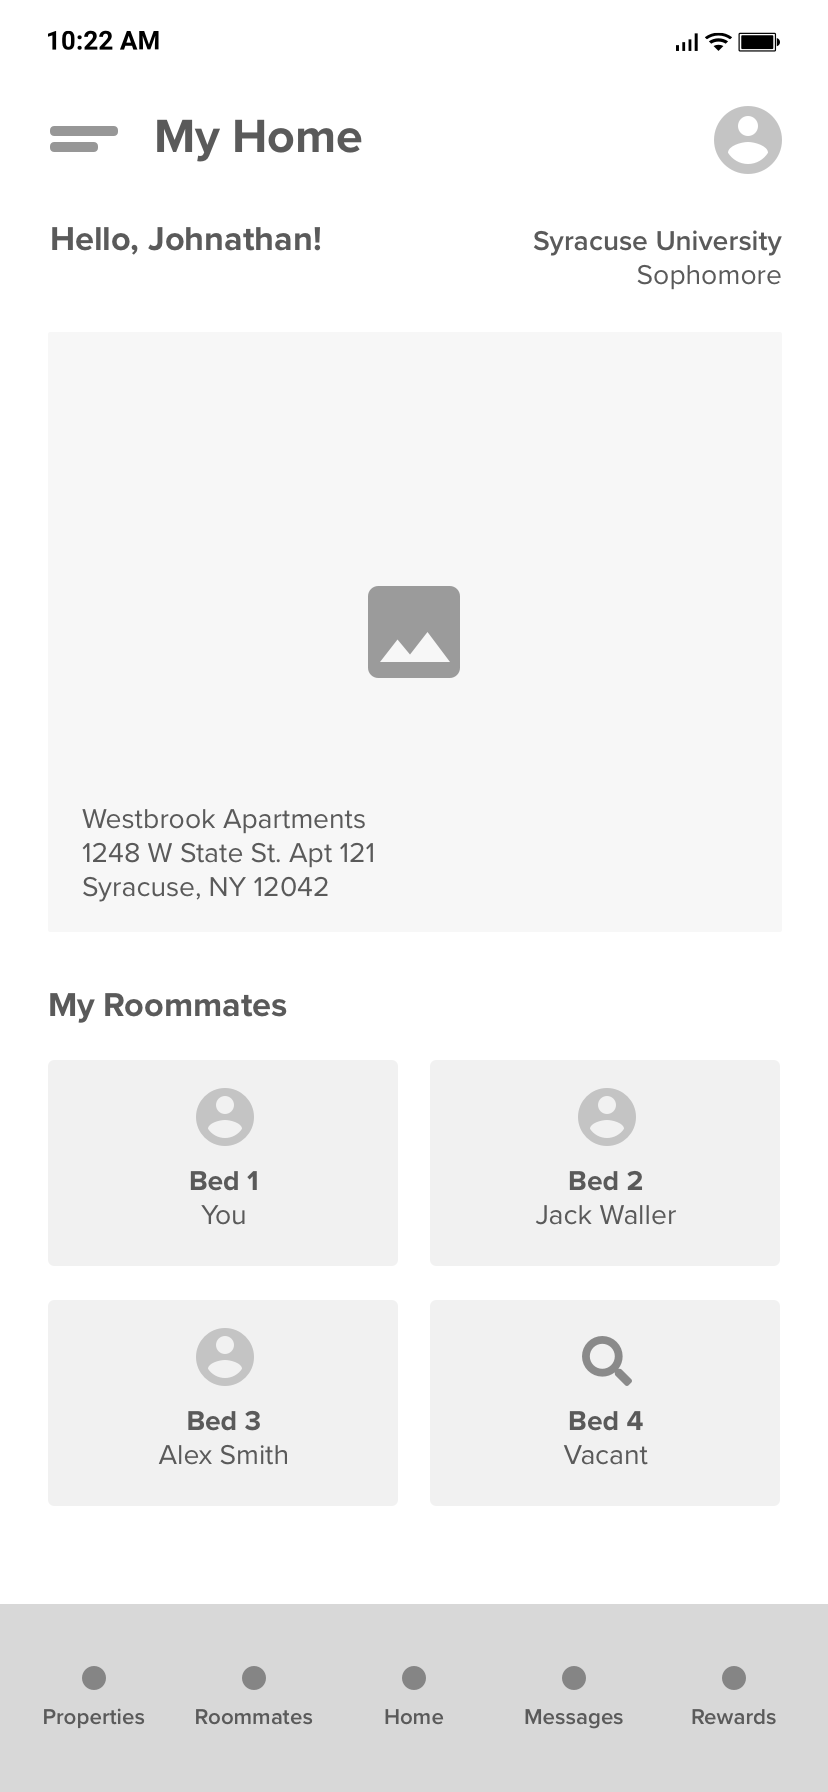 10:22 AM
My Home
Hello, Johnathan!
Syracuse University
Sophomore
Westbrook Apartments
1248 W State St. Apt 121
Syracuse, NY 12042
My Roommates
Bed 1
You
Bed 2
Jack Waller
Bed 3
Alex Smith
Bed 4
Vacant
Properties
Roommates
Home
Messages
Rewards